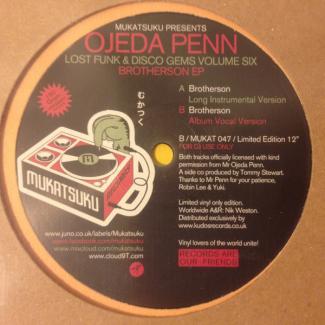 MUKATSUKU PRESENTS
OJEDA PENN
LOST FUNK & DISCO GEMS VOLUME SIX
BROTHERSON EP
A Brotherson
Long Instrumental Version
B Brotherson
Album Vocal Version
むかつく
B / MUKAT 047 / Limited Edition 12"
FOR DJ USE ONLY
MUKATSUKU
Both tracks officially licensed with kind
permission from Mr Ojeda Penn.
A side co produced by Tommy Stewart.
Thanks to Mr Penn for your patience,
Robin Lee & Yuki.
Limited vinyl only edition.
Worldwide A&R: Nik Weston.
Distributed exclusively by
www.kudosrecords.co.uk
www.juno.co.uk/labels/Mukatsuku
www.facebook.com/mukatsuku
www.mixcloud.com/mukatsuku
www.cloud9T.com
Vinyl lovers of the world unite!
RECORDS ARE
OUR FRIENDS